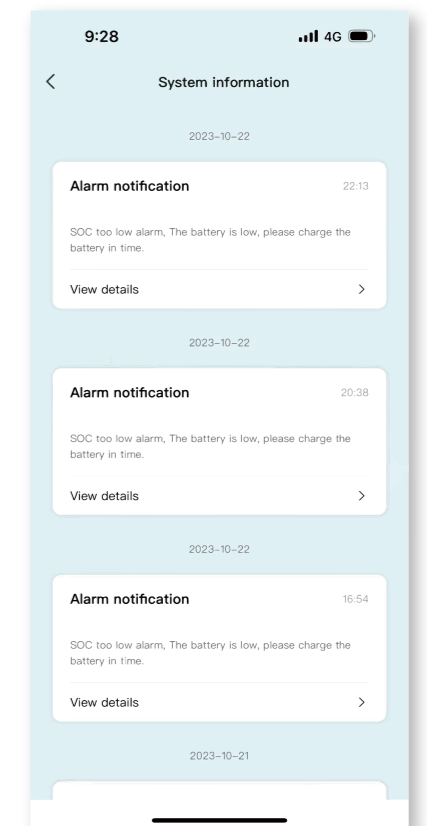 9:28 4G
System information
2023-10-22
Alarm notification 22:13
SOC too low alarm, The battery is low, please charge the
battery in time.
View details
2023-10-22
Alarm notification 20:38
SOC too low alarm, The battery is low, please charge the
battery in time.
View details
2023-10-22
Alarm notification 16:54
SOC too low alarm, The battery is low, please charge the
battery in time.
View details
2023-10-21